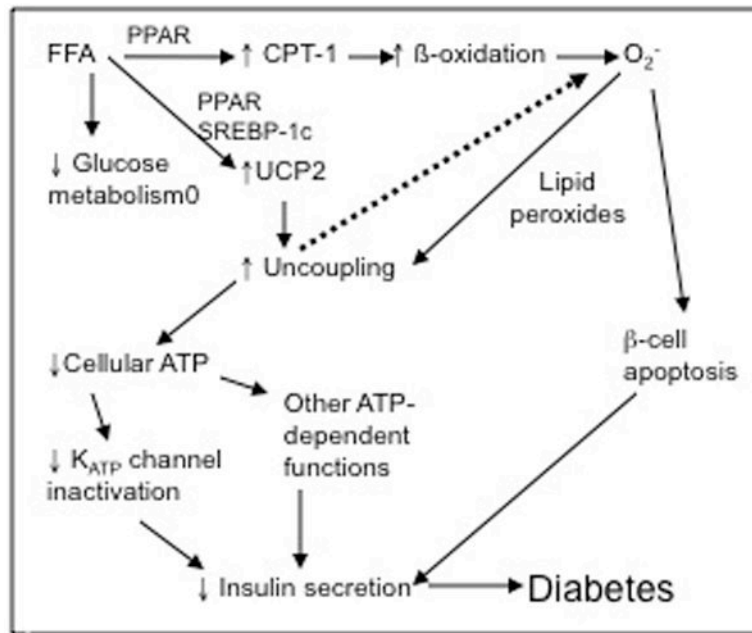 PPAR
FFA
↑ CPT-1
↑ ß-oxidation
O₂⁻
PPAR
SREBP-1c
↓ Glucose
metabolism0
↑UCP2
Lipid
peroxides
↑ Uncoupling
↓Cellular ATP
β-cell
apoptosis
Other ATP-
dependent
functions
↓ K_ATP channel
inactivation
↓ Insulin secretion
Diabetes